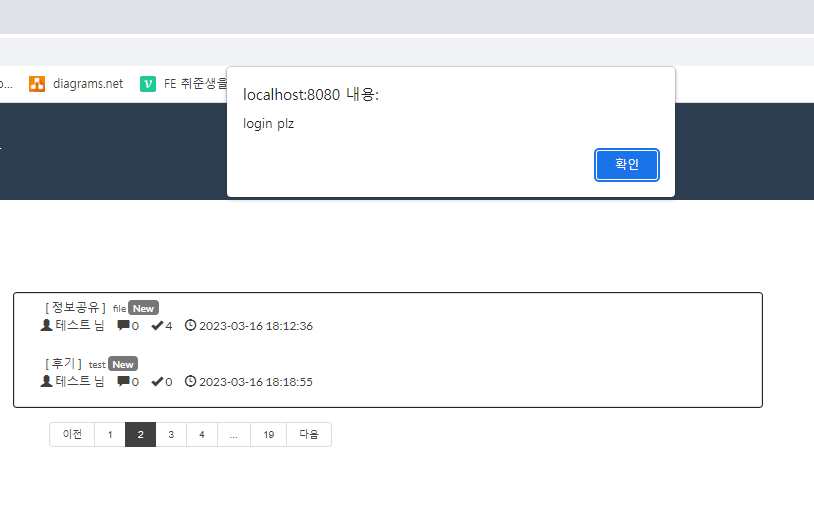 diagrams.net FE 취준생을
localhost:8080 내용:
login plz
확인
[ 정보공유 ] file New
테스트 님 0 4 2023-03-16 18:12:36
[ 후기 ] test New
테스트 님 0 0 2023-03-16 18:18:55
이전 1 2 3 4 ... 19 다음